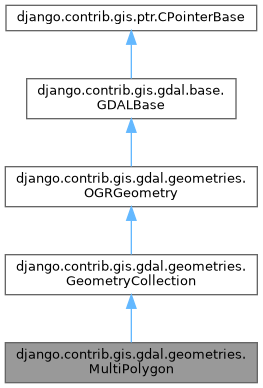 django.contrib.gis.ptr.CPointerBase
django.contrib.gis.gdal.base.
GDALBase
django.contrib.gis.gdal.geometries.
OGRGeometry
django.contrib.gis.gdal.geometries.
GeometryCollection
django.contrib.gis.gdal.geometries.
MultiPolygon